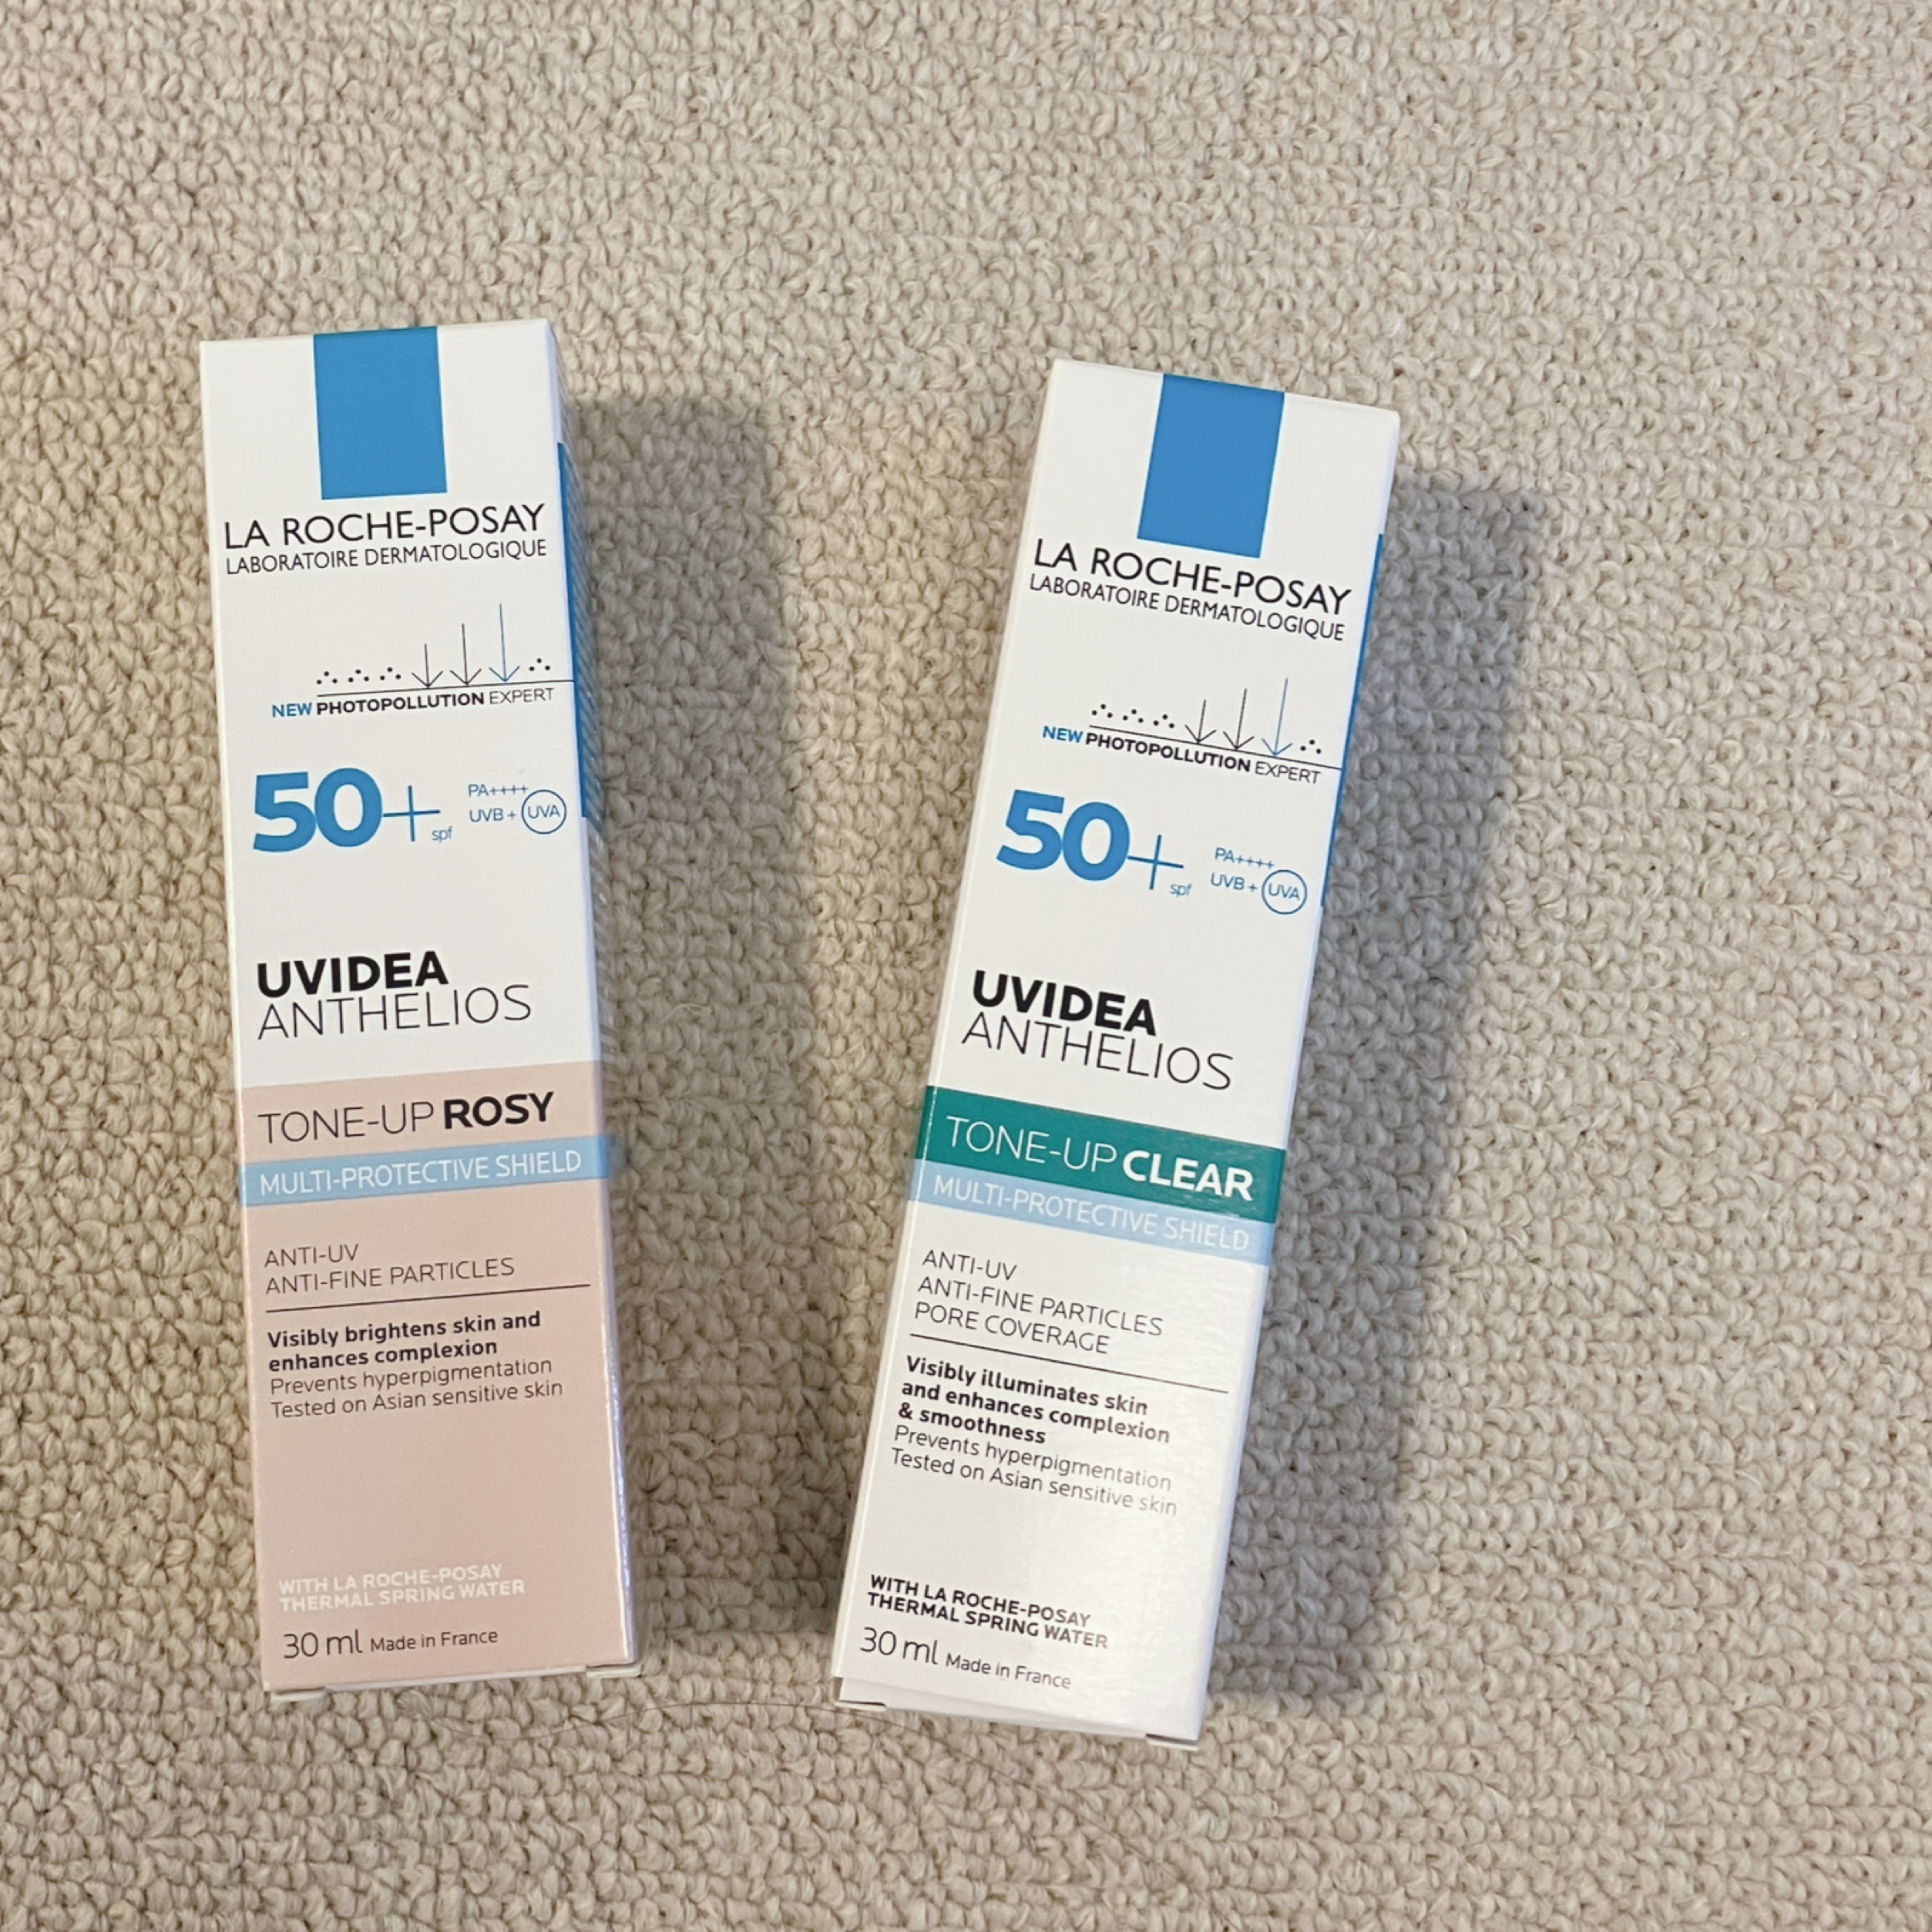 LA ROCHE-POSAY
LABORATOIRE DERMATOLOGIQUE
NEW PHOTOPOLLUTION EXPERT
50+ spf
PA++++
UVB + UVA
UVIDEA
ANTHELIOS
TONE-UP ROSY
MULTI-PROTECTIVE SHIELD
ANTI-UV
ANTI-FINE PARTICLES
Visibly brightens skin and
enhances complexion
Prevents hyperpigmentation
Tested on Asian sensitive skin
WITH LA ROCHE-POSAY
THERMAL SPRING WATER
30 ml Made in France
LA ROCHE-POSAY
LABORATOIRE DERMATOLOGIQUE
NEW PHOTOPOLLUTION EXPERT
50+ spf
PA++++
UVB + UVA
UVIDEA
ANTHELIOS
TONE-UP CLEAR
MULTI-PROTECTIVE SHIELD
ANTI-UV
ANTI-FINE PARTICLES
PORE COVERAGE
Visibly illuminates skin
and enhances complexion
& smoothness
Prevents hyperpigmentation
Tested on Asian sensitive skin
WITH LA ROCHE-POSAY
THERMAL SPRING WATER
30 ml Made in France